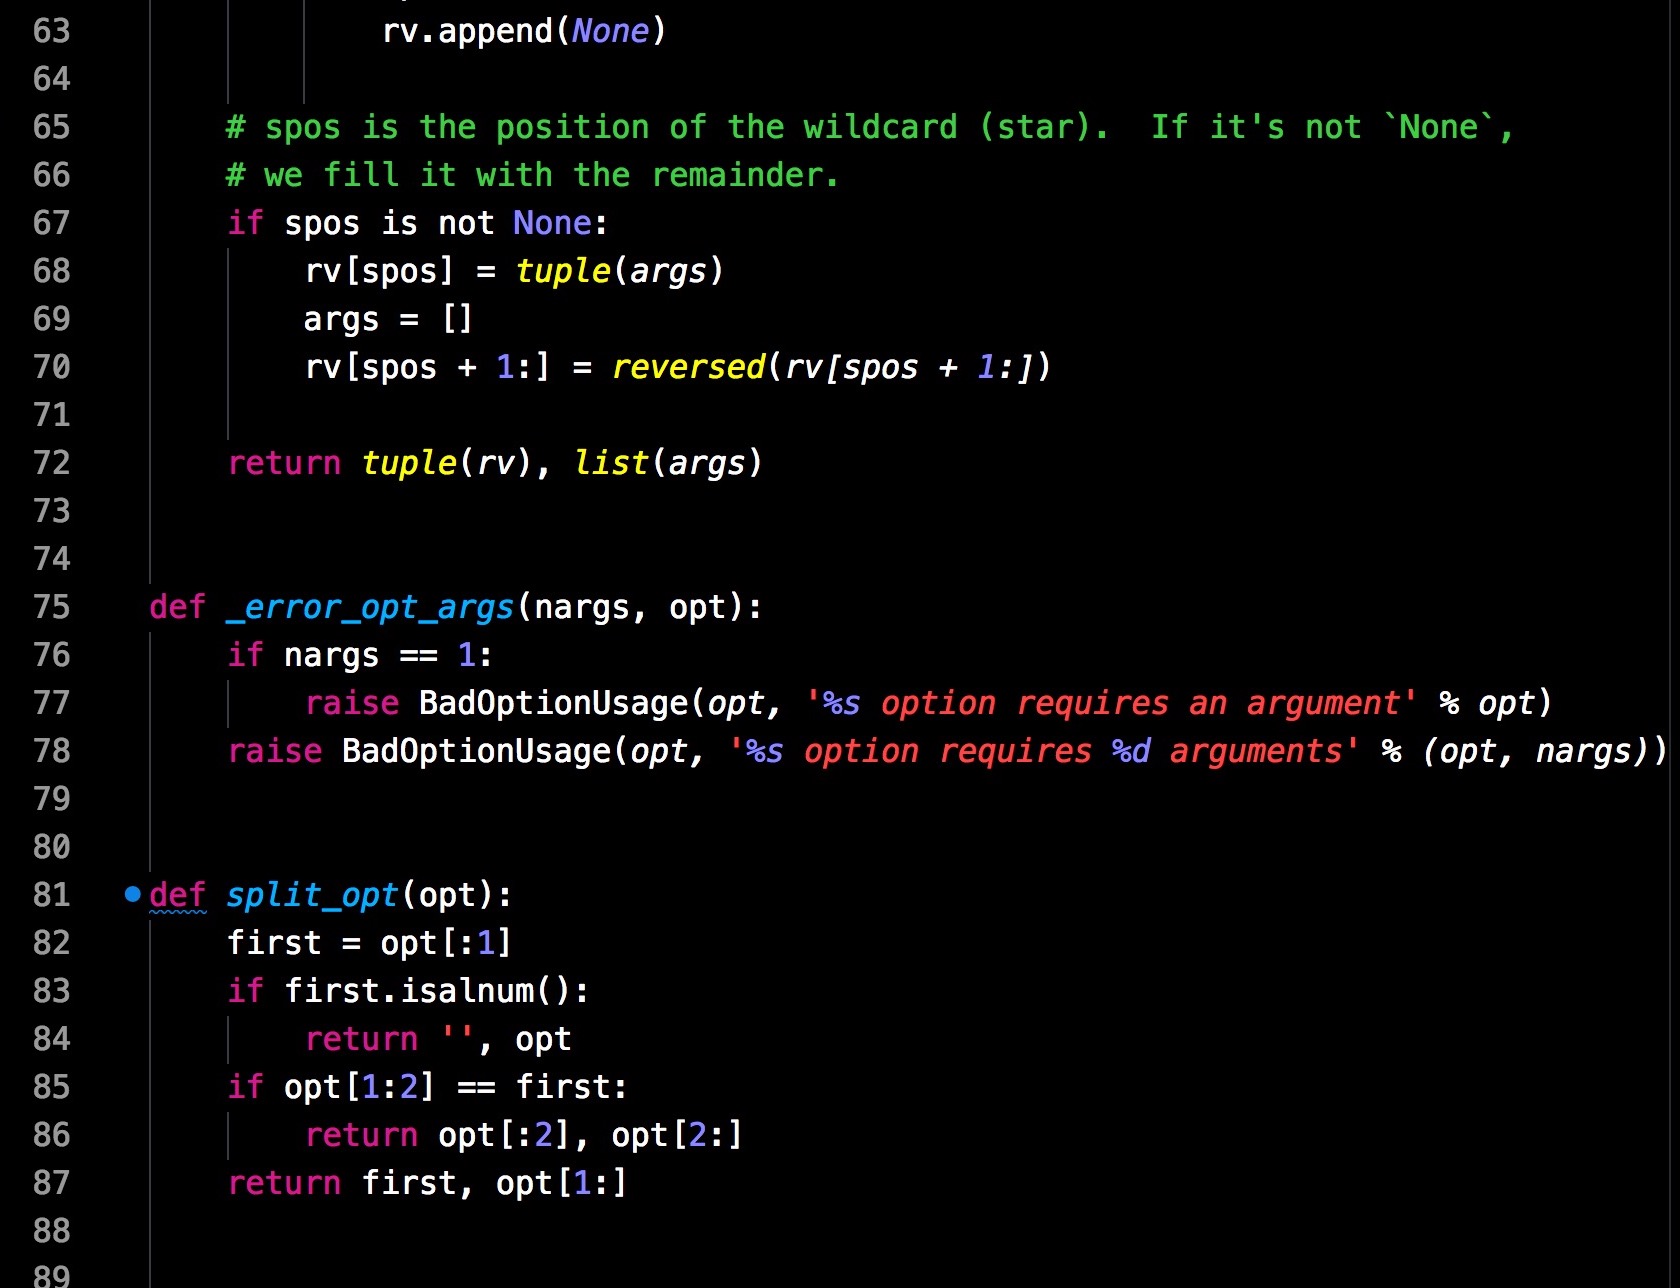 63 rv.append(None)
64
65 # spos is the position of the wildcard (star).  If it's not `None`,
66 # we fill it with the remainder.
67 if spos is not None:
68 rv[spos] = tuple(args)
69 args = []
70 rv[spos + 1:] = reversed(rv[spos + 1:])
71
72 return tuple(rv), list(args)
73
74
75 def _error_opt_args(nargs, opt):
76 if nargs == 1:
77 raise BadOptionUsage(opt, '%s option requires an argument' % opt)
78 raise BadOptionUsage(opt, '%s option requires %d arguments' % (opt, nargs))
79
80
81 def split_opt(opt):
82 first = opt[:1]
83 if first.isalnum():
84 return '', opt
85 if opt[1:2] == first:
86 return opt[:2], opt[2:]
87 return first, opt[1:]
88
89